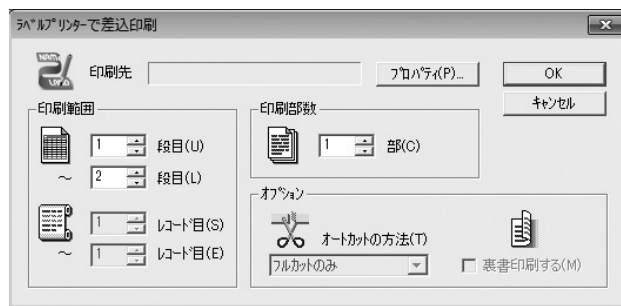 ﾗﾍﾞﾙﾌﾟﾘﾝﾀｰで差込印刷
NAME
LAND
印刷先
ﾌﾟﾛﾊﾟﾃｨ(P)...
OK
ｷｬﾝｾﾙ
印刷範囲
1 段目(U)
～ 2 段目(L)
1 ﾚｺｰﾄﾞ目(S)
～ 1 ﾚｺｰﾄﾞ目(E)
印刷部数
1 部(C)
ｵﾌﾟｼｮﾝ
ｵｰﾄｶｯﾄの方法(T)
ﾌﾙｶｯﾄのみ
裏書印刷する(M)